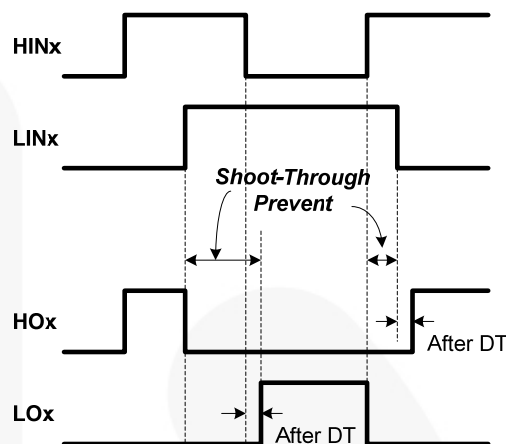 HINx
LINx
Shoot-Through
Prevent
HOx
After DT
LOx
After DT